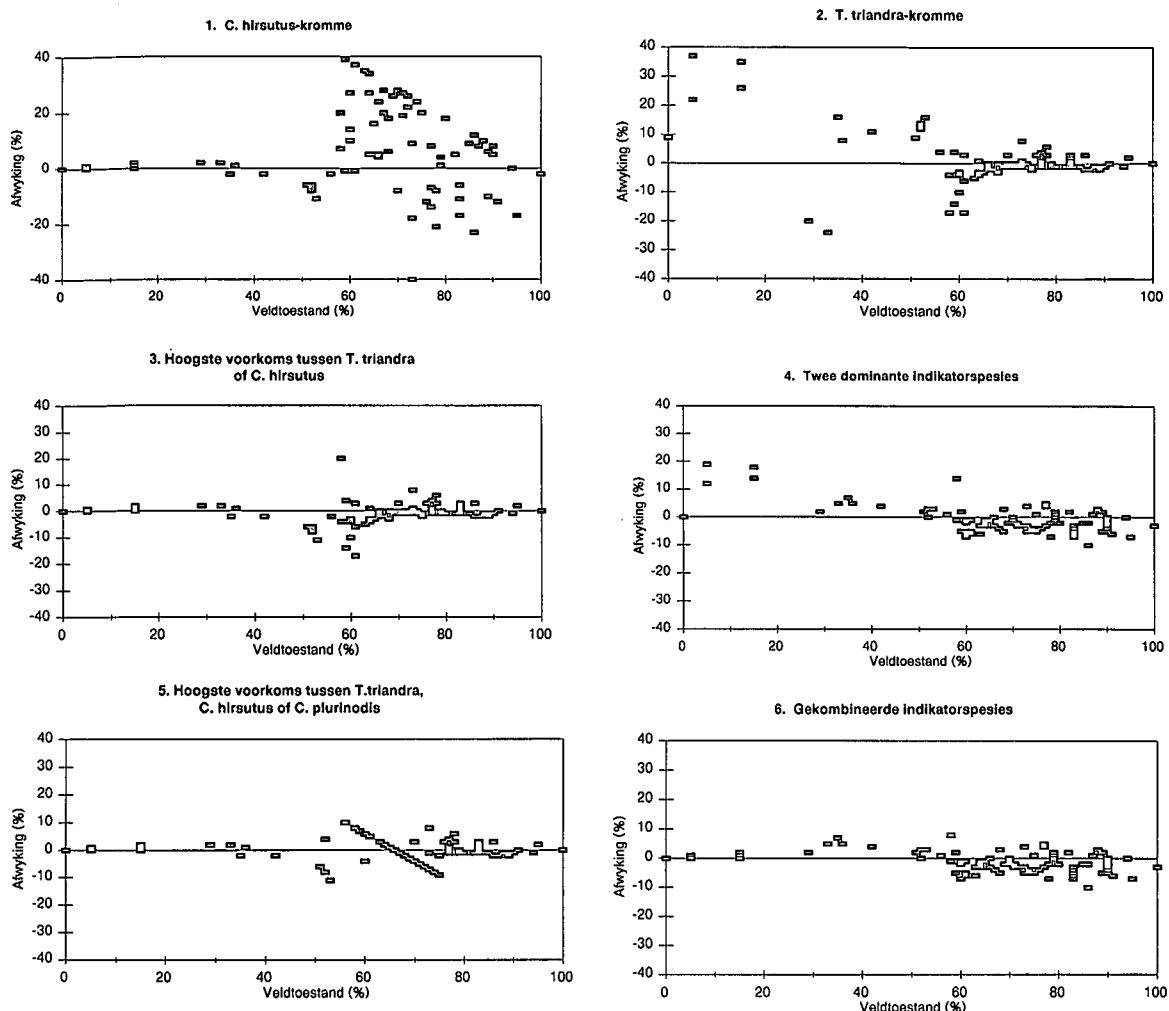 1. C. hirsutus-kromme
40
20
0
-20
-40
Afwyking (%)
0 20 40 60 80 100
Veldtoestand (%)
2. T. triandra-kromme
40
30
20
10
0
-10
-20
-30
-40
Afwyking (%)
0 20 40 60 80 100
Veldtoestand (%)
3. Hoogste voorkoms tussen T. triandra
of C. hirsutus
40
30
20
10
0
-10
-20
-30
-40
Afwyking (%)
0 20 40 60 80 100
Veldtoestand (%)
4. Twee dominante indikatorspesies
40
30
20
10
0
-10
-20
-30
-40
Afwyking (%)
0 20 40 60 80 100
Veldtoestand (%)
5. Hoogste voorkoms tussen T.triandra,
C. hirsutus of C. plurinodis
40
30
20
10
0
-10
-20
-30
-40
Afwyking (%)
0 20 40 60 80 100
Veldtoestand (%)
6. Gekombineerde indikatorspesies
40
30
20
10
0
-10
-20
-30
-40
Afwyking (%)
0 20 40 60 80 100
Veldtoestand (%)